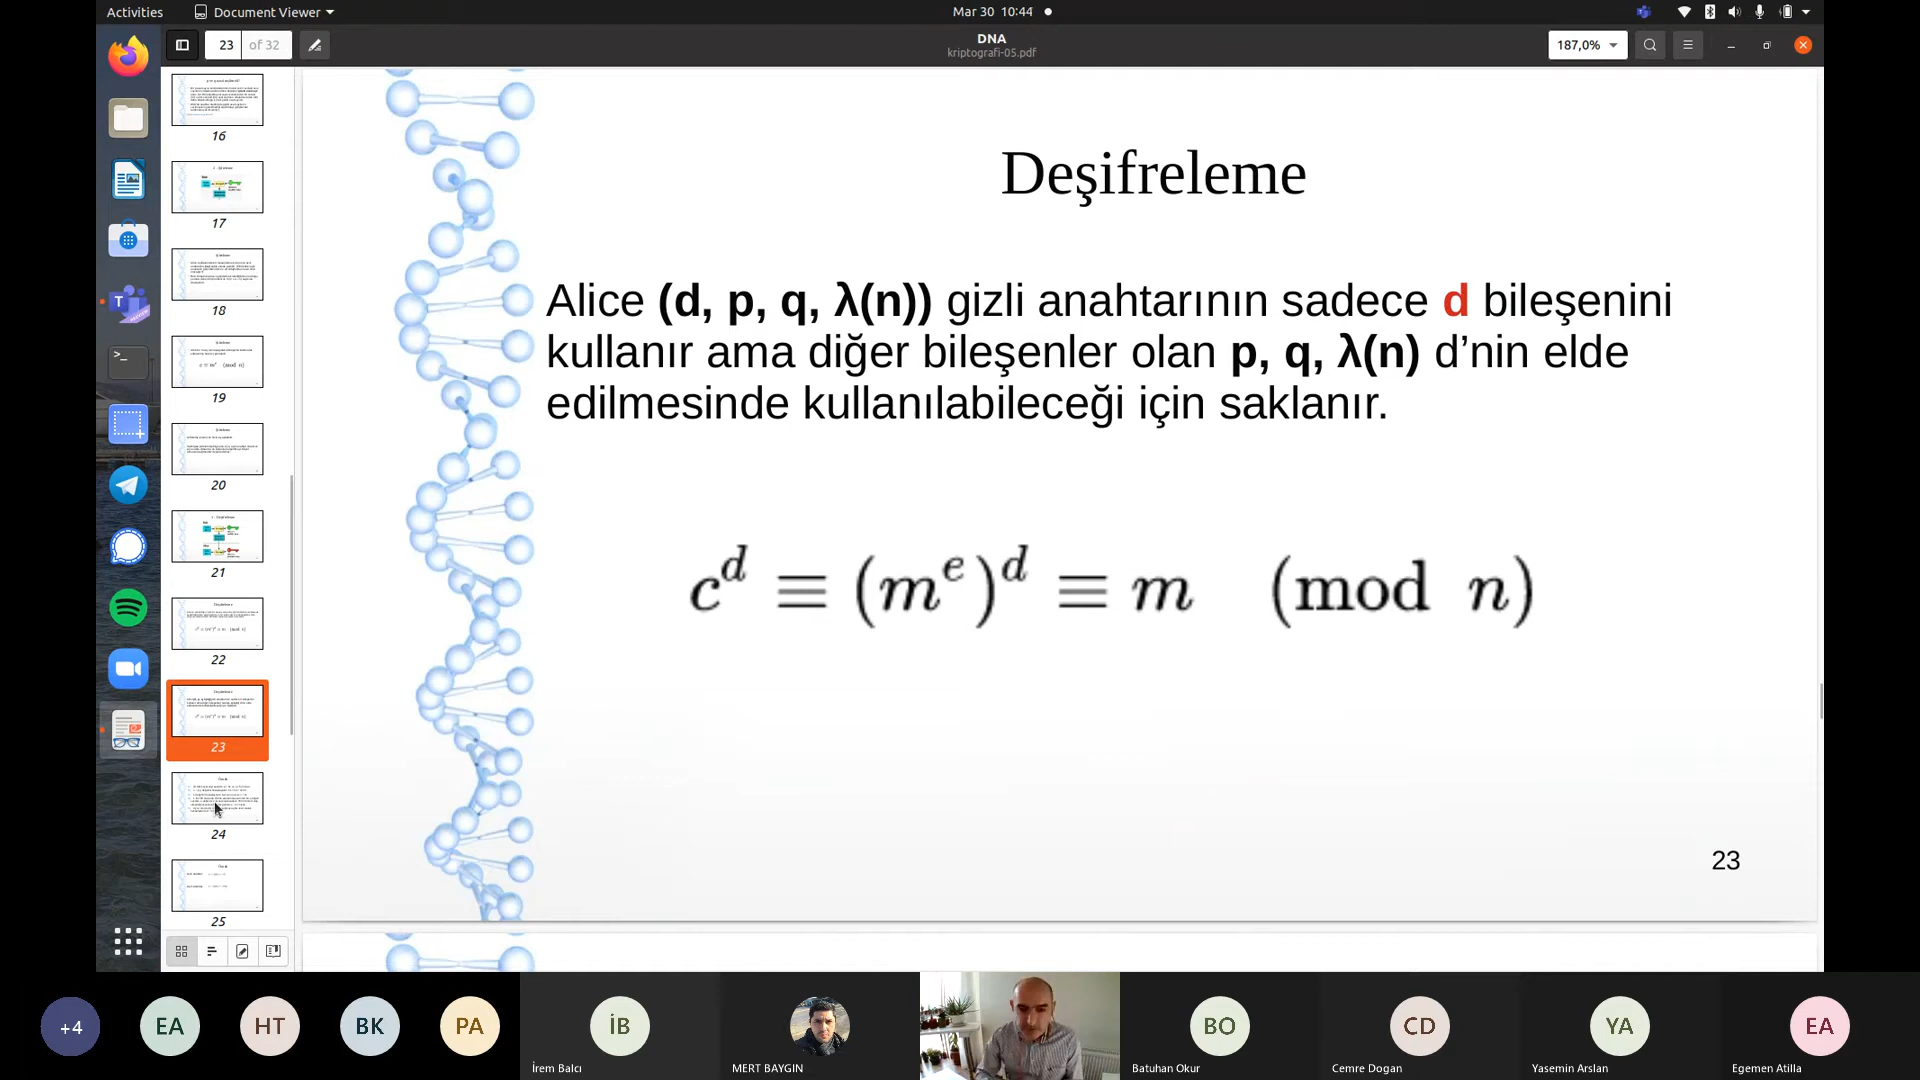 Activities
Document Viewer
Mar 30 10:44
23 of 32
DNA
kriptografi-05.pdf
187,0%
16
17
18
19
20
21
22
23
24
25
Deşifreleme
Alice (d, p, q, λ(n)) gizli anahtarının sadece d bileşenini
kullanır ama diğer bileşenler olan p, q, λ(n) d’nin elde
edilmesinde kullanılabileceği için saklanır.
c^d ≡ (m^e)^d ≡ m (mod n)
23
+4
EA
HT
BK
PA
İB
İrem Balcı
MERT BAYGIN
BO
Batuhan Okur
CD
Cemre Dogan
YA
Yasemin Arslan
EA
Egemen Atilla